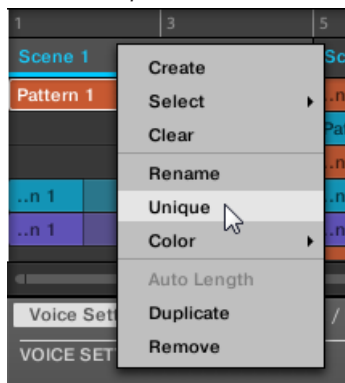 1 3 5
Scene 1 Sc
Create
Pattern 1 Select ..n
Clear Pat
Rename ..n
..n 1 Unique ..n
..n 1 Color ..n
Auto Length
Voice Sett Duplicate /
VOICE SET Remove